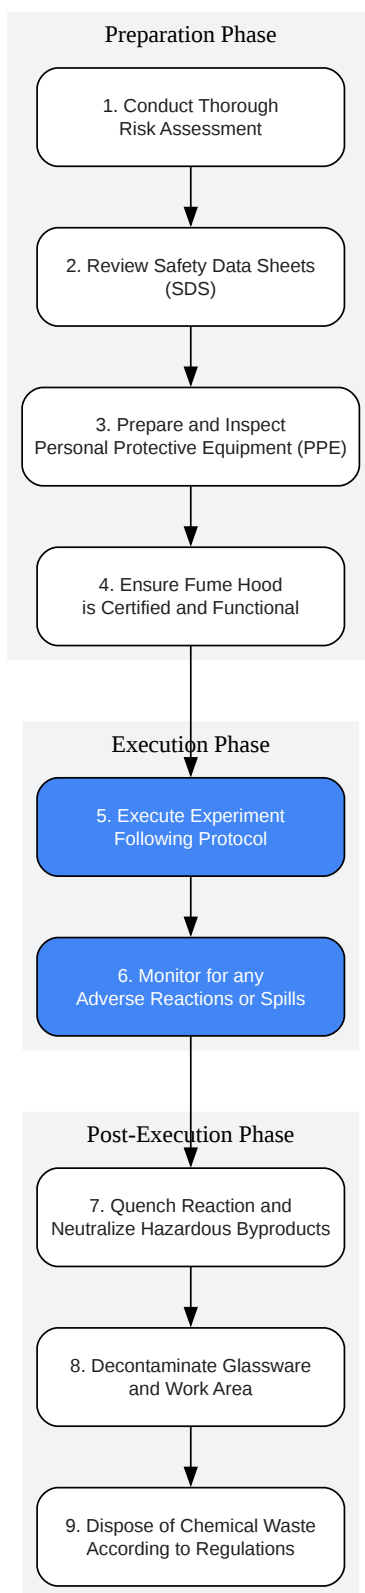 Preparation Phase
1. Conduct Thorough
Risk Assessment
2. Review Safety Data Sheets
(SDS)
3. Prepare and Inspect
Personal Protective Equipment (PPE)
4. Ensure Fume Hood
is Certified and Functional
Execution Phase
5. Execute Experiment
Following Protocol
6. Monitor for any
Adverse Reactions or Spills
Post-Execution Phase
7. Quench Reaction and
Neutralize Hazardous Byproducts
8. Decontaminate Glassware
and Work Area
9. Dispose of Chemical Waste
According to Regulations